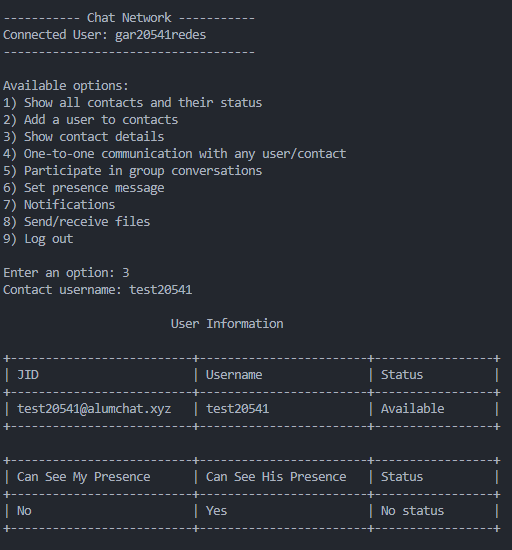 ----------- Chat Network -----------
Connected User: gar20541redes
------------------------------------
Available options:
1) Show all contacts and their status
2) Add a user to contacts
3) Show contact details
4) One-to-one communication with any user/contact
5) Participate in group conversations
6) Set presence message
7) Notifications
8) Send/receive files
9) Log out
Enter an option: 3
Contact username: test20541
User Information
+--------------------------+------------------------+-----------------+
| JID | Username | Status |
+--------------------------+------------------------+-----------------+
| test20541@alumchat.xyz | test20541 | Available |
+--------------------------+------------------------+-----------------+
+--------------------------+------------------------+-----------------+
| Can See My Presence | Can See His Presence | Status |
+--------------------------+------------------------+-----------------+
| No | Yes | No status |
+--------------------------+------------------------+-----------------+